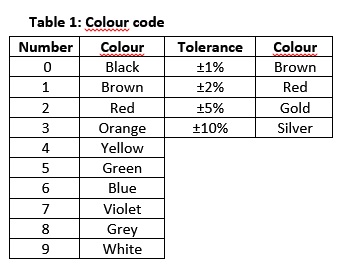 Table 1: Colour code
Number Colour Tolerance Colour
0 Black ±1% Brown
1 Brown ±2% Red
2 Red ±5% Gold
3 Orange ±10% Silver
4 Yellow
5 Green
6 Blue
7 Violet
8 Grey
9 White